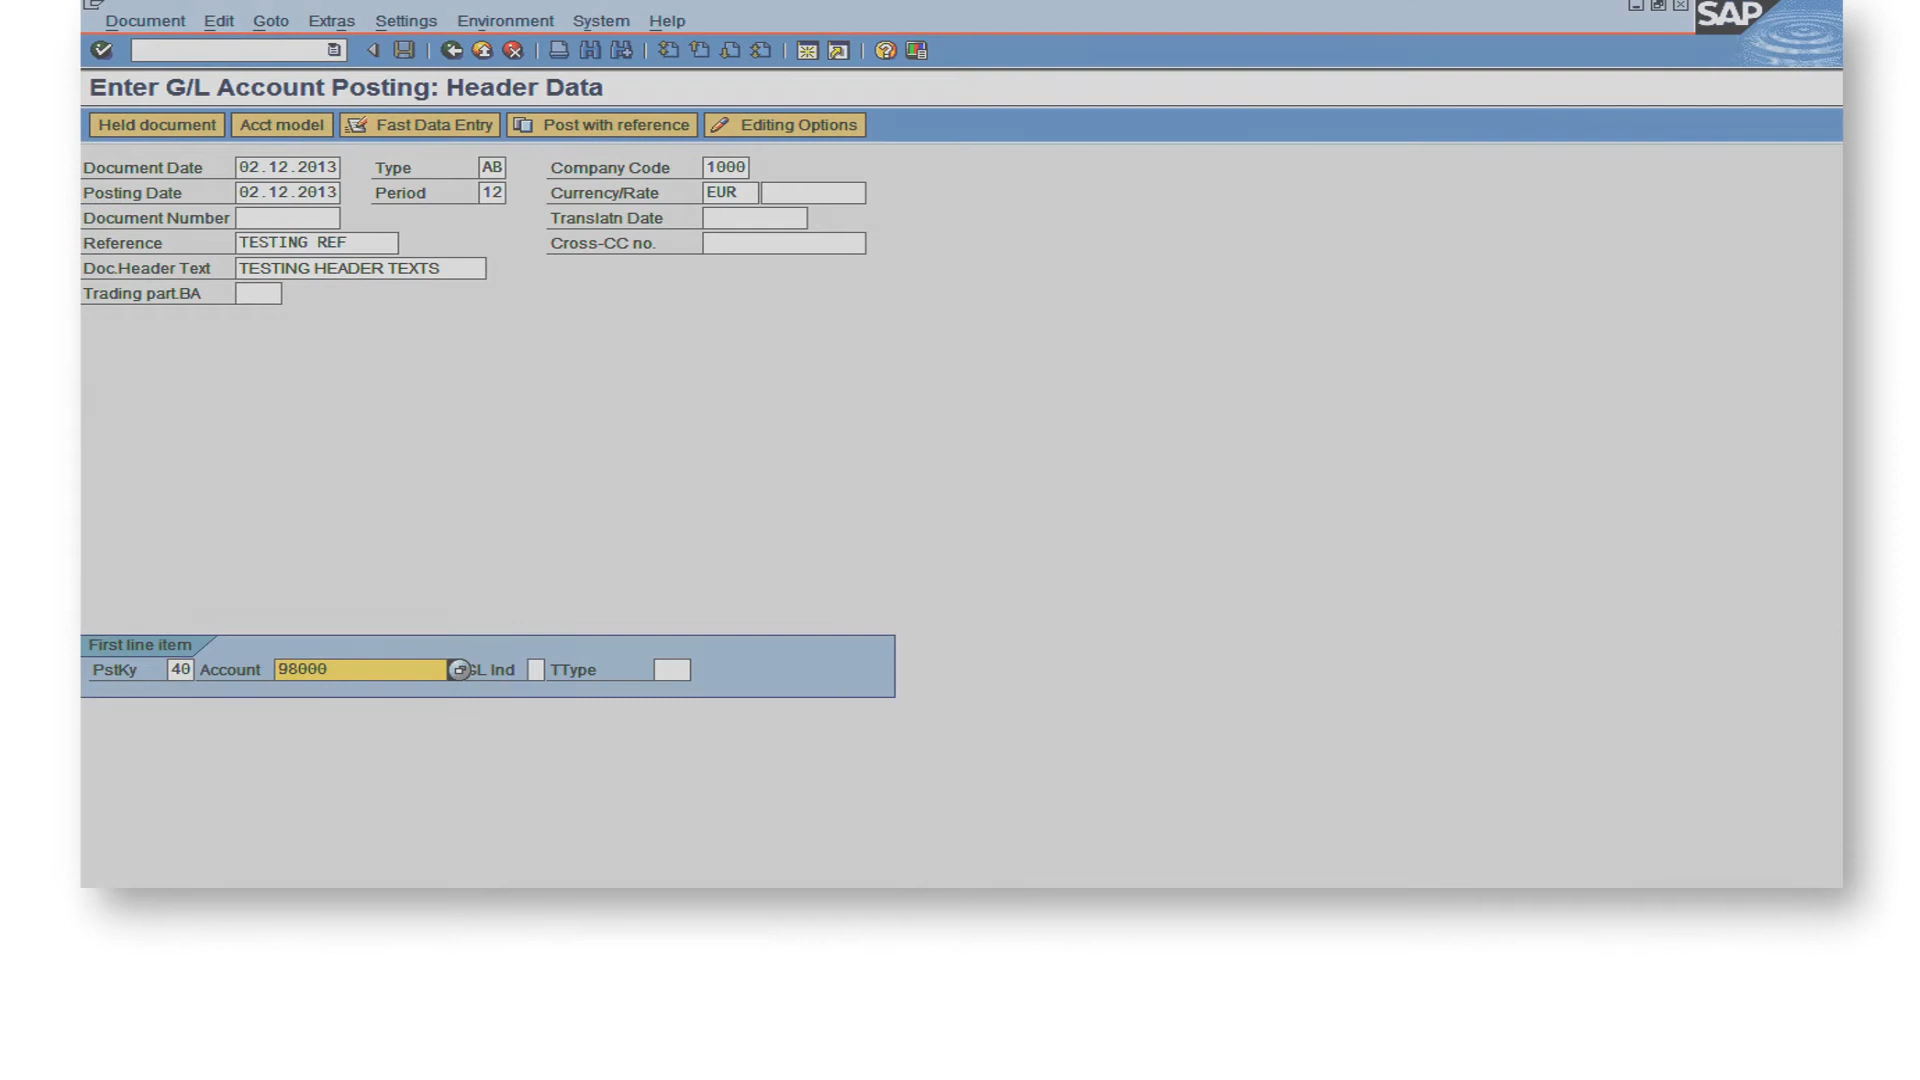 Document Edit Goto Extras Settings Environment System Help
SAP
Enter G/L Account Posting: Header Data
Held document Acct model Fast Data Entry Post with reference Editing Options
Document Date 02.12.2013 Type AB Company Code 1000
Posting Date 02.12.2013 Period 12 Currency/Rate EUR
Document Number Translatn Date
Reference TESTING REF Cross-CC no.
Doc.Header Text TESTING HEADER TEXTS
Trading part.BA
First line item
PstKy 40 Account 98000 GL Ind TType